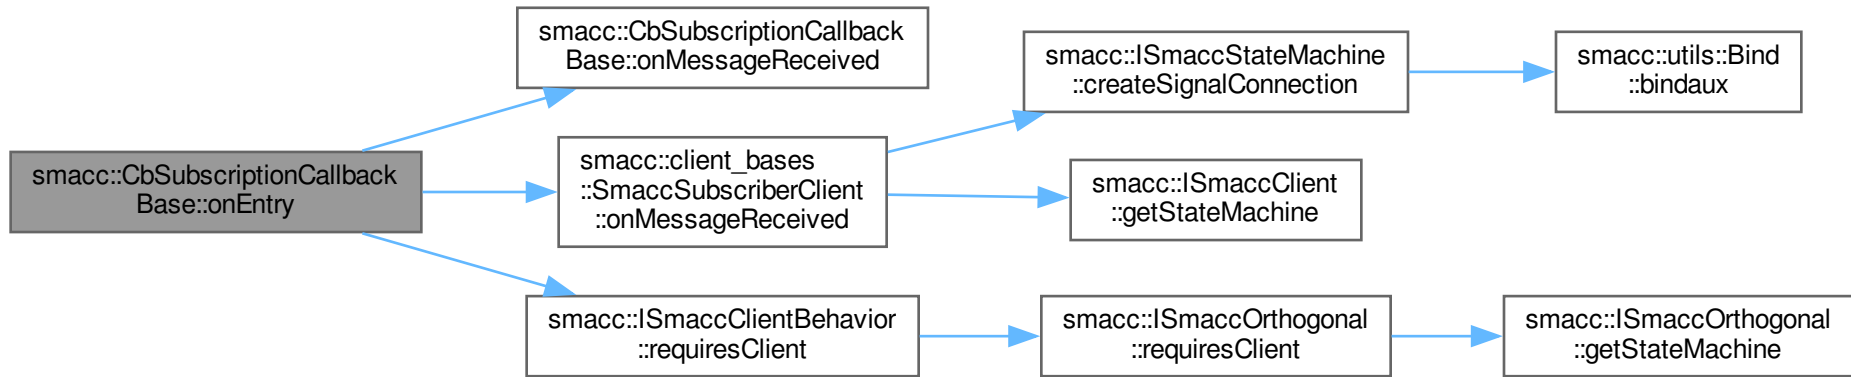 smacc::CbSubscriptionCallback
Base::onEntry
smacc::CbSubscriptionCallback
Base::onMessageReceived
smacc::client_bases
::SmaccSubscriberClient
::onMessageReceived
smacc::ISmaccStateMachine
::createSignalConnection
smacc::utils::Bind
::bindaux
smacc::ISmaccClient
::getStateMachine
smacc::ISmaccClientBehavior
::requiresClient
smacc::ISmaccOrthogonal
::requiresClient
smacc::ISmaccOrthogonal
::getStateMachine